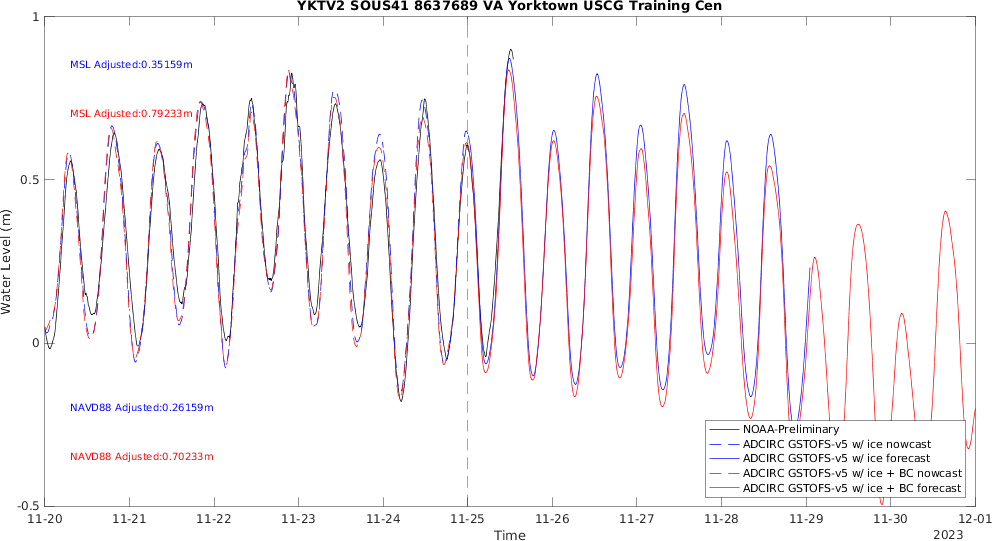 YKTV2 SOUS41 8637689 VA Yorktown USCG Training Cen
1
0.5
0
-0.5
Water Level (m)
MSL Adjusted:0.35159m
MSL Adjusted:0.79233m
NAVD88 Adjusted:0.26159m
NAVD88 Adjusted:0.70233m
NOAA-Preliminary
ADCIRC GSTOFS-v5 w/ ice nowcast
ADCIRC GSTOFS-v5 w/ ice forecast
ADCIRC GSTOFS-v5 w/ ice + BC nowcast
ADCIRC GSTOFS-v5 w/ ice + BC forecast
11-20 11-21 11-22 11-23 11-24 11-25 11-26 11-27 11-28 11-29 11-30 12-01
Time
2023